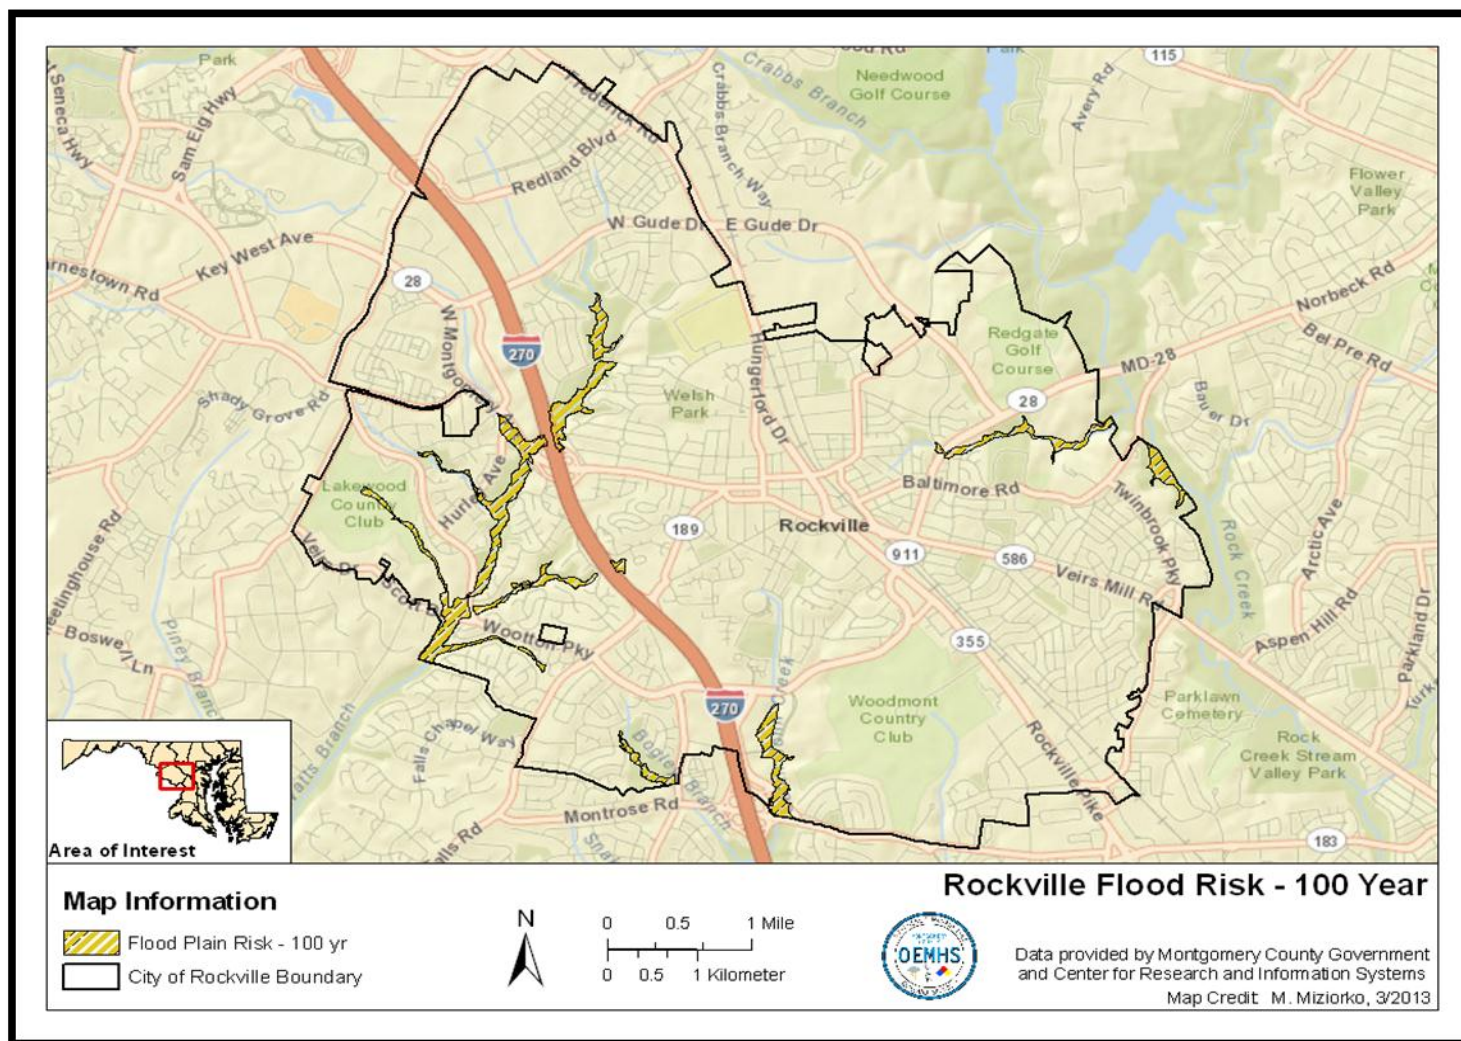 Park
115
Park
Crabbs Branch
Needwood
Golf Course
Avery Rd
Sam Eig Hwy
Frederick Rd
Crabbs Branch Way
Redland Blvd
Flower
Valley
Park
W Gude Dr
E Gude Dr
Key West Ave
28
Norbeck Rd
W Montgomery A
270
Hungerford Dr
Redgate
Golf
Course
Bel Pre Rd
MD-28
Shady Grove Rd
Welsh
Park
28
Bauer Dr
Hurley Ave
Lakewood
Country
Club
Baltimore Rd
Twinbrook Pky
Rockville
189
911
586
Rock Creek
Arctic Ave
Veirs Mill R
Piney Branch
Boswell Ln
Wootton Pky
355
Aspen Hill Rd
Parkland Dr
Woodmont
Country
Club
270
Parklawn
Cemetery
Falls Chapel Way
Rockville Pike
Rock
Creek Stream
Valley Park
Montrose Rd
183
Area of Interest
Rockville Flood Risk - 100 Year
Map Information
Flood Plain Risk - 100 yr
City of Rockville Boundary
N
0 0.5 1 Mile
0 0.5 1 Kilometer
OEMHS
Data provided by Montgomery County Government
and Center for Research and Information Systems
Map Credit: M. Miziorko, 3/2013